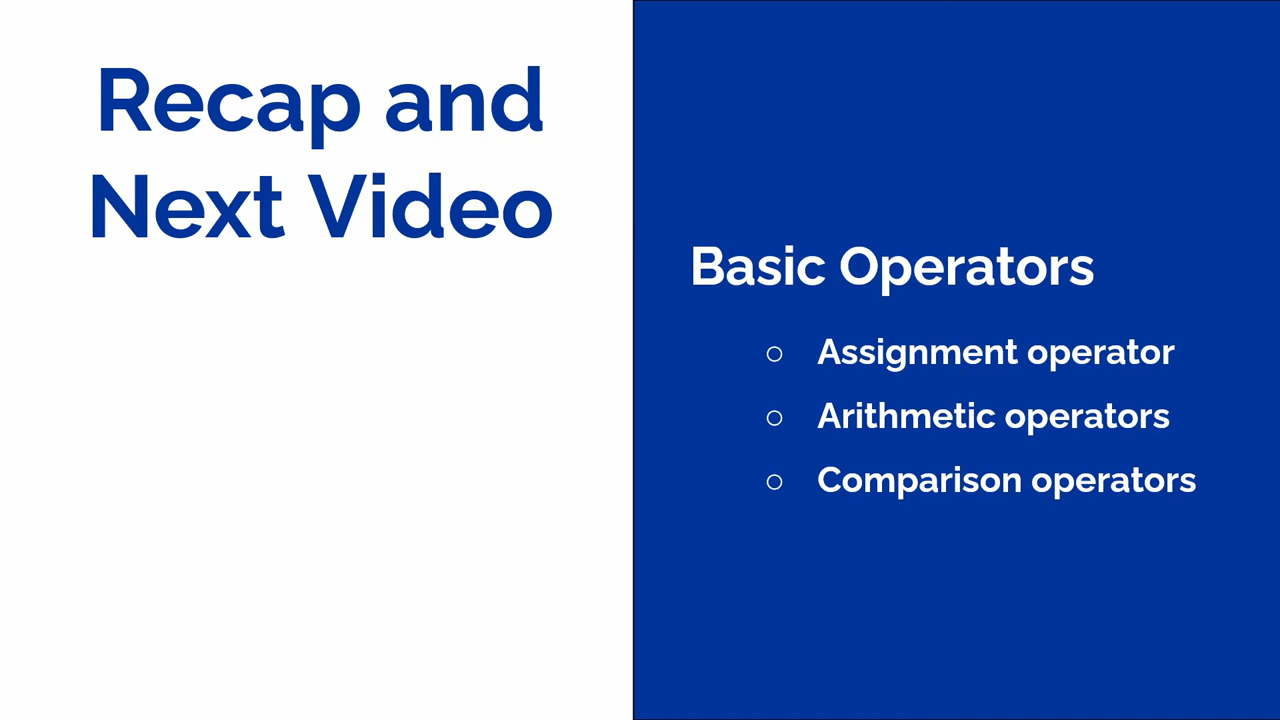 Recap and
Next Video
Basic Operators
○ Assignment operator
○ Arithmetic operators
○ Comparison operators